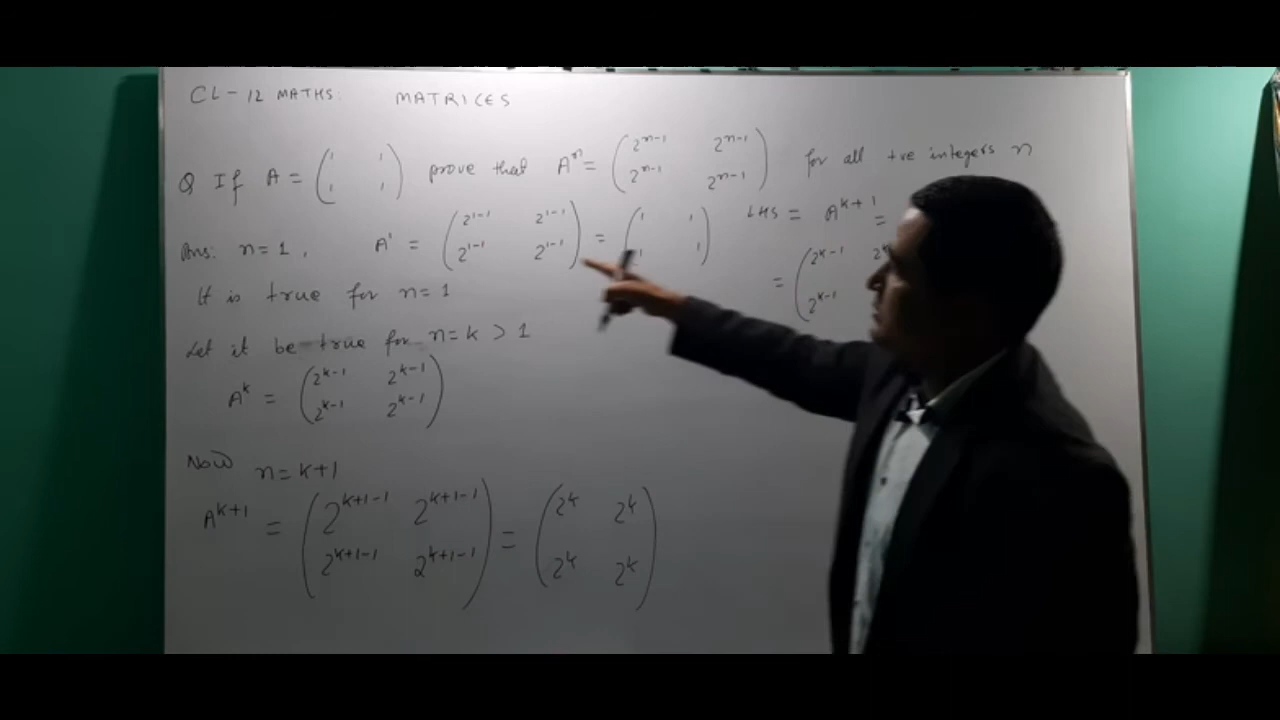 CL-12 MATHS: MATRICES
Q If A = (1 1 1 1) prove that Aⁿ = (2ⁿ⁻¹ 2ⁿ⁻¹ 2ⁿ⁻¹ 2ⁿ⁻¹) for all +ve integers n
Ans: n=1, A¹ = (2¹⁻¹ 2¹⁻¹ 2¹⁻¹ 2¹⁻¹) = (1 1 1 1)
It is true for n=1
Let it be true for n=k > 1
Aᵏ = (2ᵏ⁻¹ 2ᵏ⁻¹ 2ᵏ⁻¹ 2ᵏ⁻¹)
Now n=k+1
Aᵏ⁺¹ = (2ᵏ⁺¹⁻¹ 2ᵏ⁺¹⁻¹ 2ᵏ⁺¹⁻¹ 2ᵏ⁺¹⁻¹) = (2ᵏ 2ᵏ 2ᵏ 2ᵏ)
LHS = Aᵏ⁺¹ =
= (2ᵏ⁻¹ 2ᵏ⁻¹